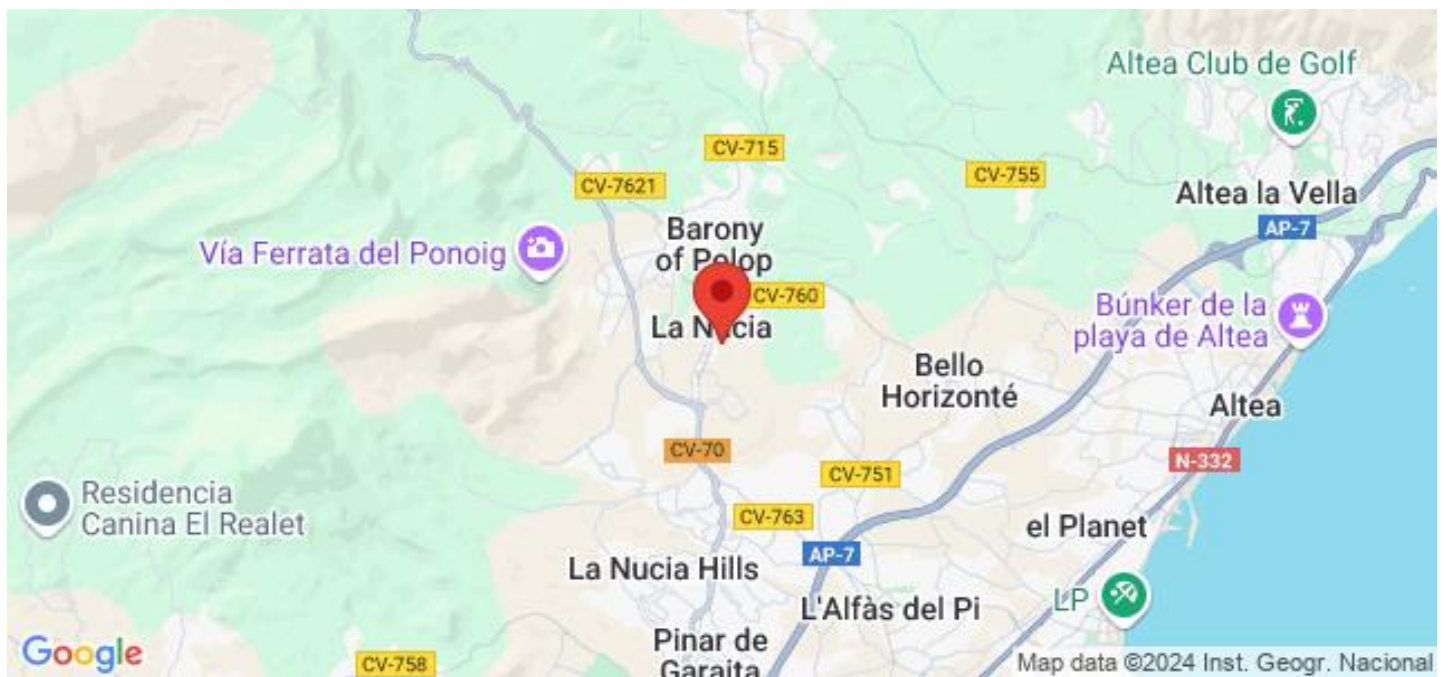 Altea Club de Golf
CV-715
CV-755
CV-7621
Altea la Vella
Barony
of Polop
AP-7
Vía Ferrata del Ponoig
CV-760
Búnker de la
playa de Altea
La Nucia
Bello
Horizonté
Altea
CV-70
N-332
CV-751
Residencia
Canina El Realet
CV-763
el Planet
AP-7
La Nucia Hills
LP
L'Alfàs del Pi
Pinar de
Garaita
Google
CV-758
Map data ©2024 Inst. Geogr. Nacional